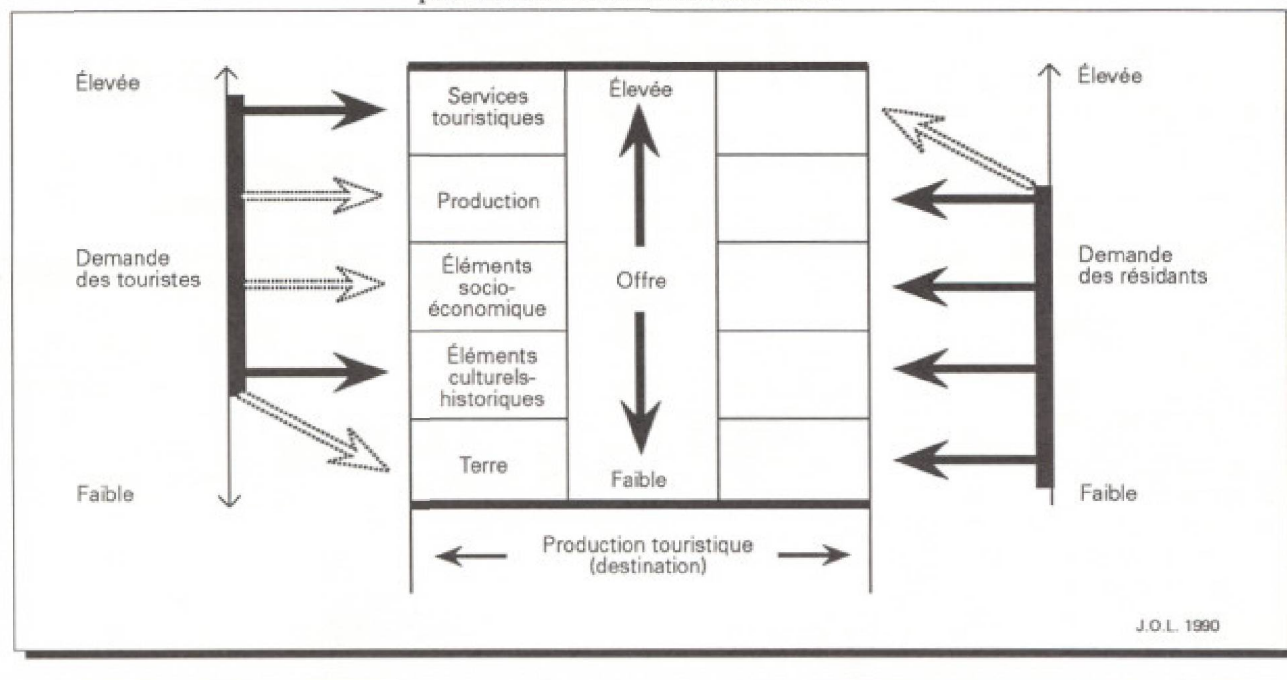 Élevée
Demande
des touristes
Faible
Services
touristiques
Production
Éléments
socio-
économique
Éléments
culturels-
historiques
Terre
Élevée
Offre
Faible
Élevée
Demande
des résidants
Faible
Production touristique
(destination)
J.O.L. 1990